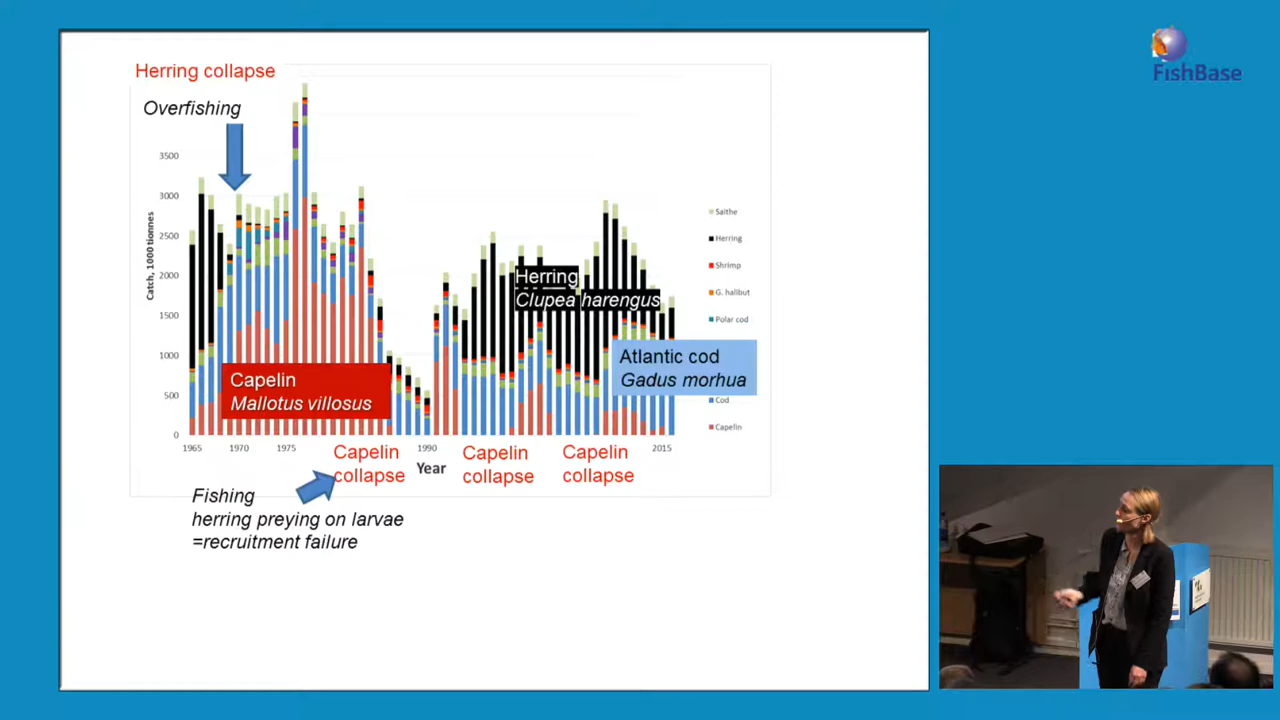 Herring collapse
Overfishing
FishBase
3500
3000
2500
2000
1500
1000
500
0
Catch, 1000 tionnes
1965
1970
1975
1990
2015
Year
Saithe
Herring
Shrimp
G. halibut
Polar cod
Cod
Capelin
Herring
Clupea harengus
Atlantic cod
Gadus morhua
Capelin
Mallotus villosus
Capelin
collapse
Capelin
collapse
Capelin
collapse
Fishing
herring preying on larvae
=recruitment failure